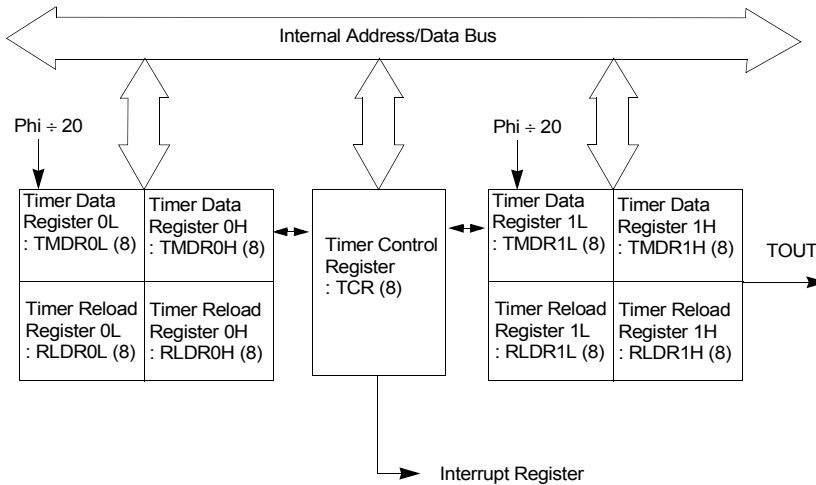 Internal Address/Data Bus
Phi ÷ 20
Phi ÷ 20
Timer Data
Register 0L
: TMDR0L (8)
Timer Data
Register 0H
: TMDR0H (8)
Timer Reload
Register 0L
: RLDR0L (8)
Timer Reload
Register 0H
: RLDR0H (8)
Timer Control
Register
: TCR (8)
Timer Data
Register 1L
: TMDR1L (8)
Timer Data
Register 1H
: TMDR1H (8)
Timer Reload
Register 1L
: RLDR1L (8)
Timer Reload
Register 1H
: RLDR1H (8)
TOUT
Interrupt Register